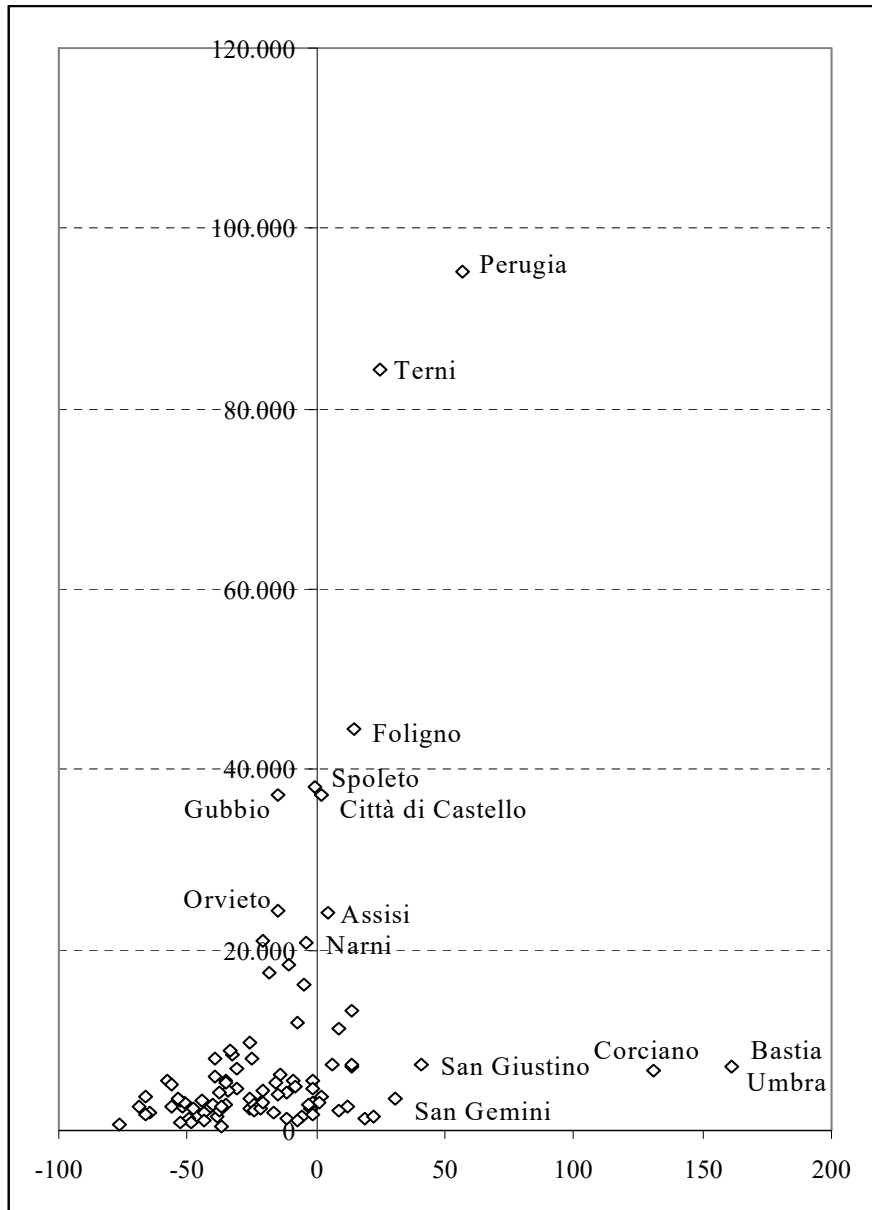 120.000
100.000
Perugia
Terni
80.000
60.000
Foligno
40.000
Spoleto
Gubbio
Città di Castello
Orvieto
Assisi
Narni
20.000
San Giustino
Corciano
Bastia
Umbra
San Gemini
0
-100 -50 0 50 100 150 200